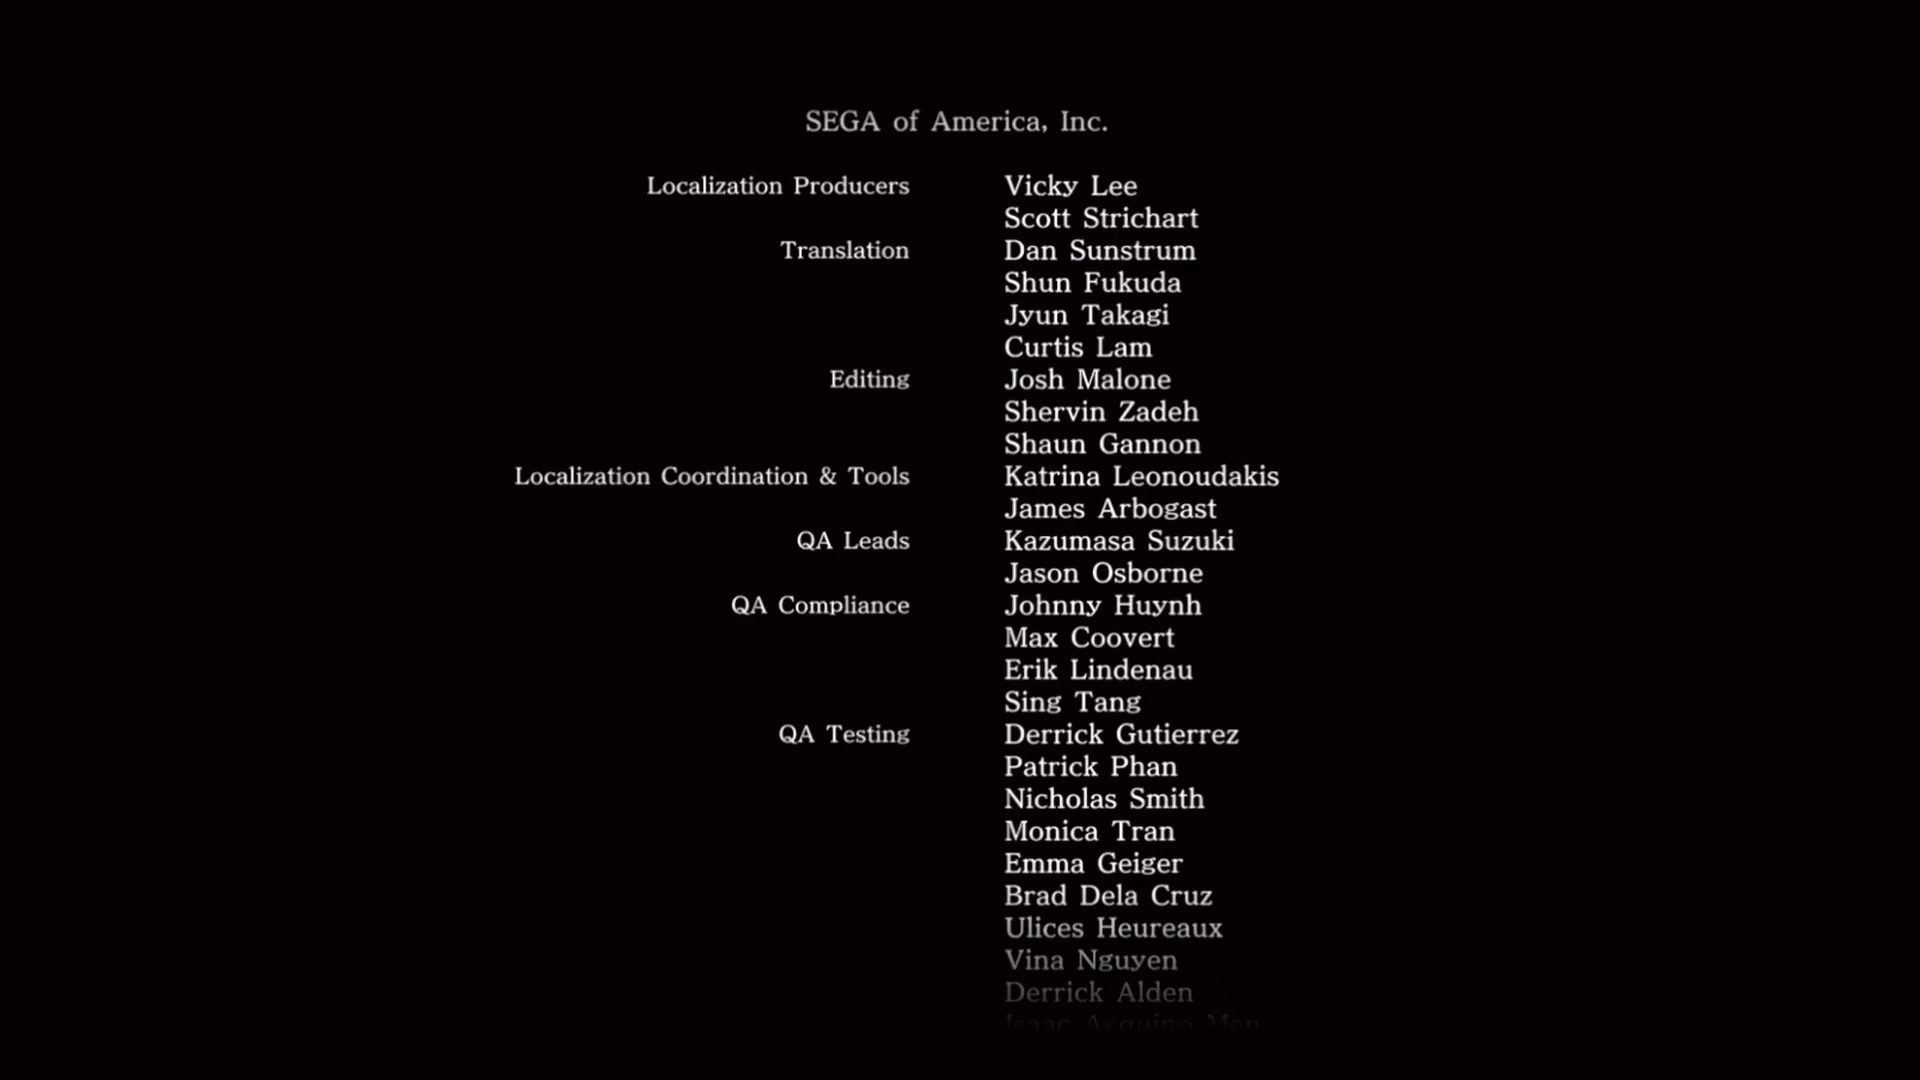 SEGA of America, Inc.
Localization Producers Vicky Lee
Scott Strichart
Translation Dan Sunstrum
Shun Fukuda
Jyun Takagi
Curtis Lam
Editing Josh Malone
Shervin Zadeh
Shaun Gannon
Localization Coordination & Tools Katrina Leonoudakis
James Arbogast
QA Leads Kazumasa Suzuki
Jason Osborne
QA Compliance Johnny Huynh
Max Coovert
Erik Lindenau
Sing Tang
QA Testing Derrick Gutierrez
Patrick Phan
Nicholas Smith
Monica Tran
Emma Geiger
Brad Dela Cruz
Ulices Heureaux
Vina Nguyen
Derrick Alden
Isaac